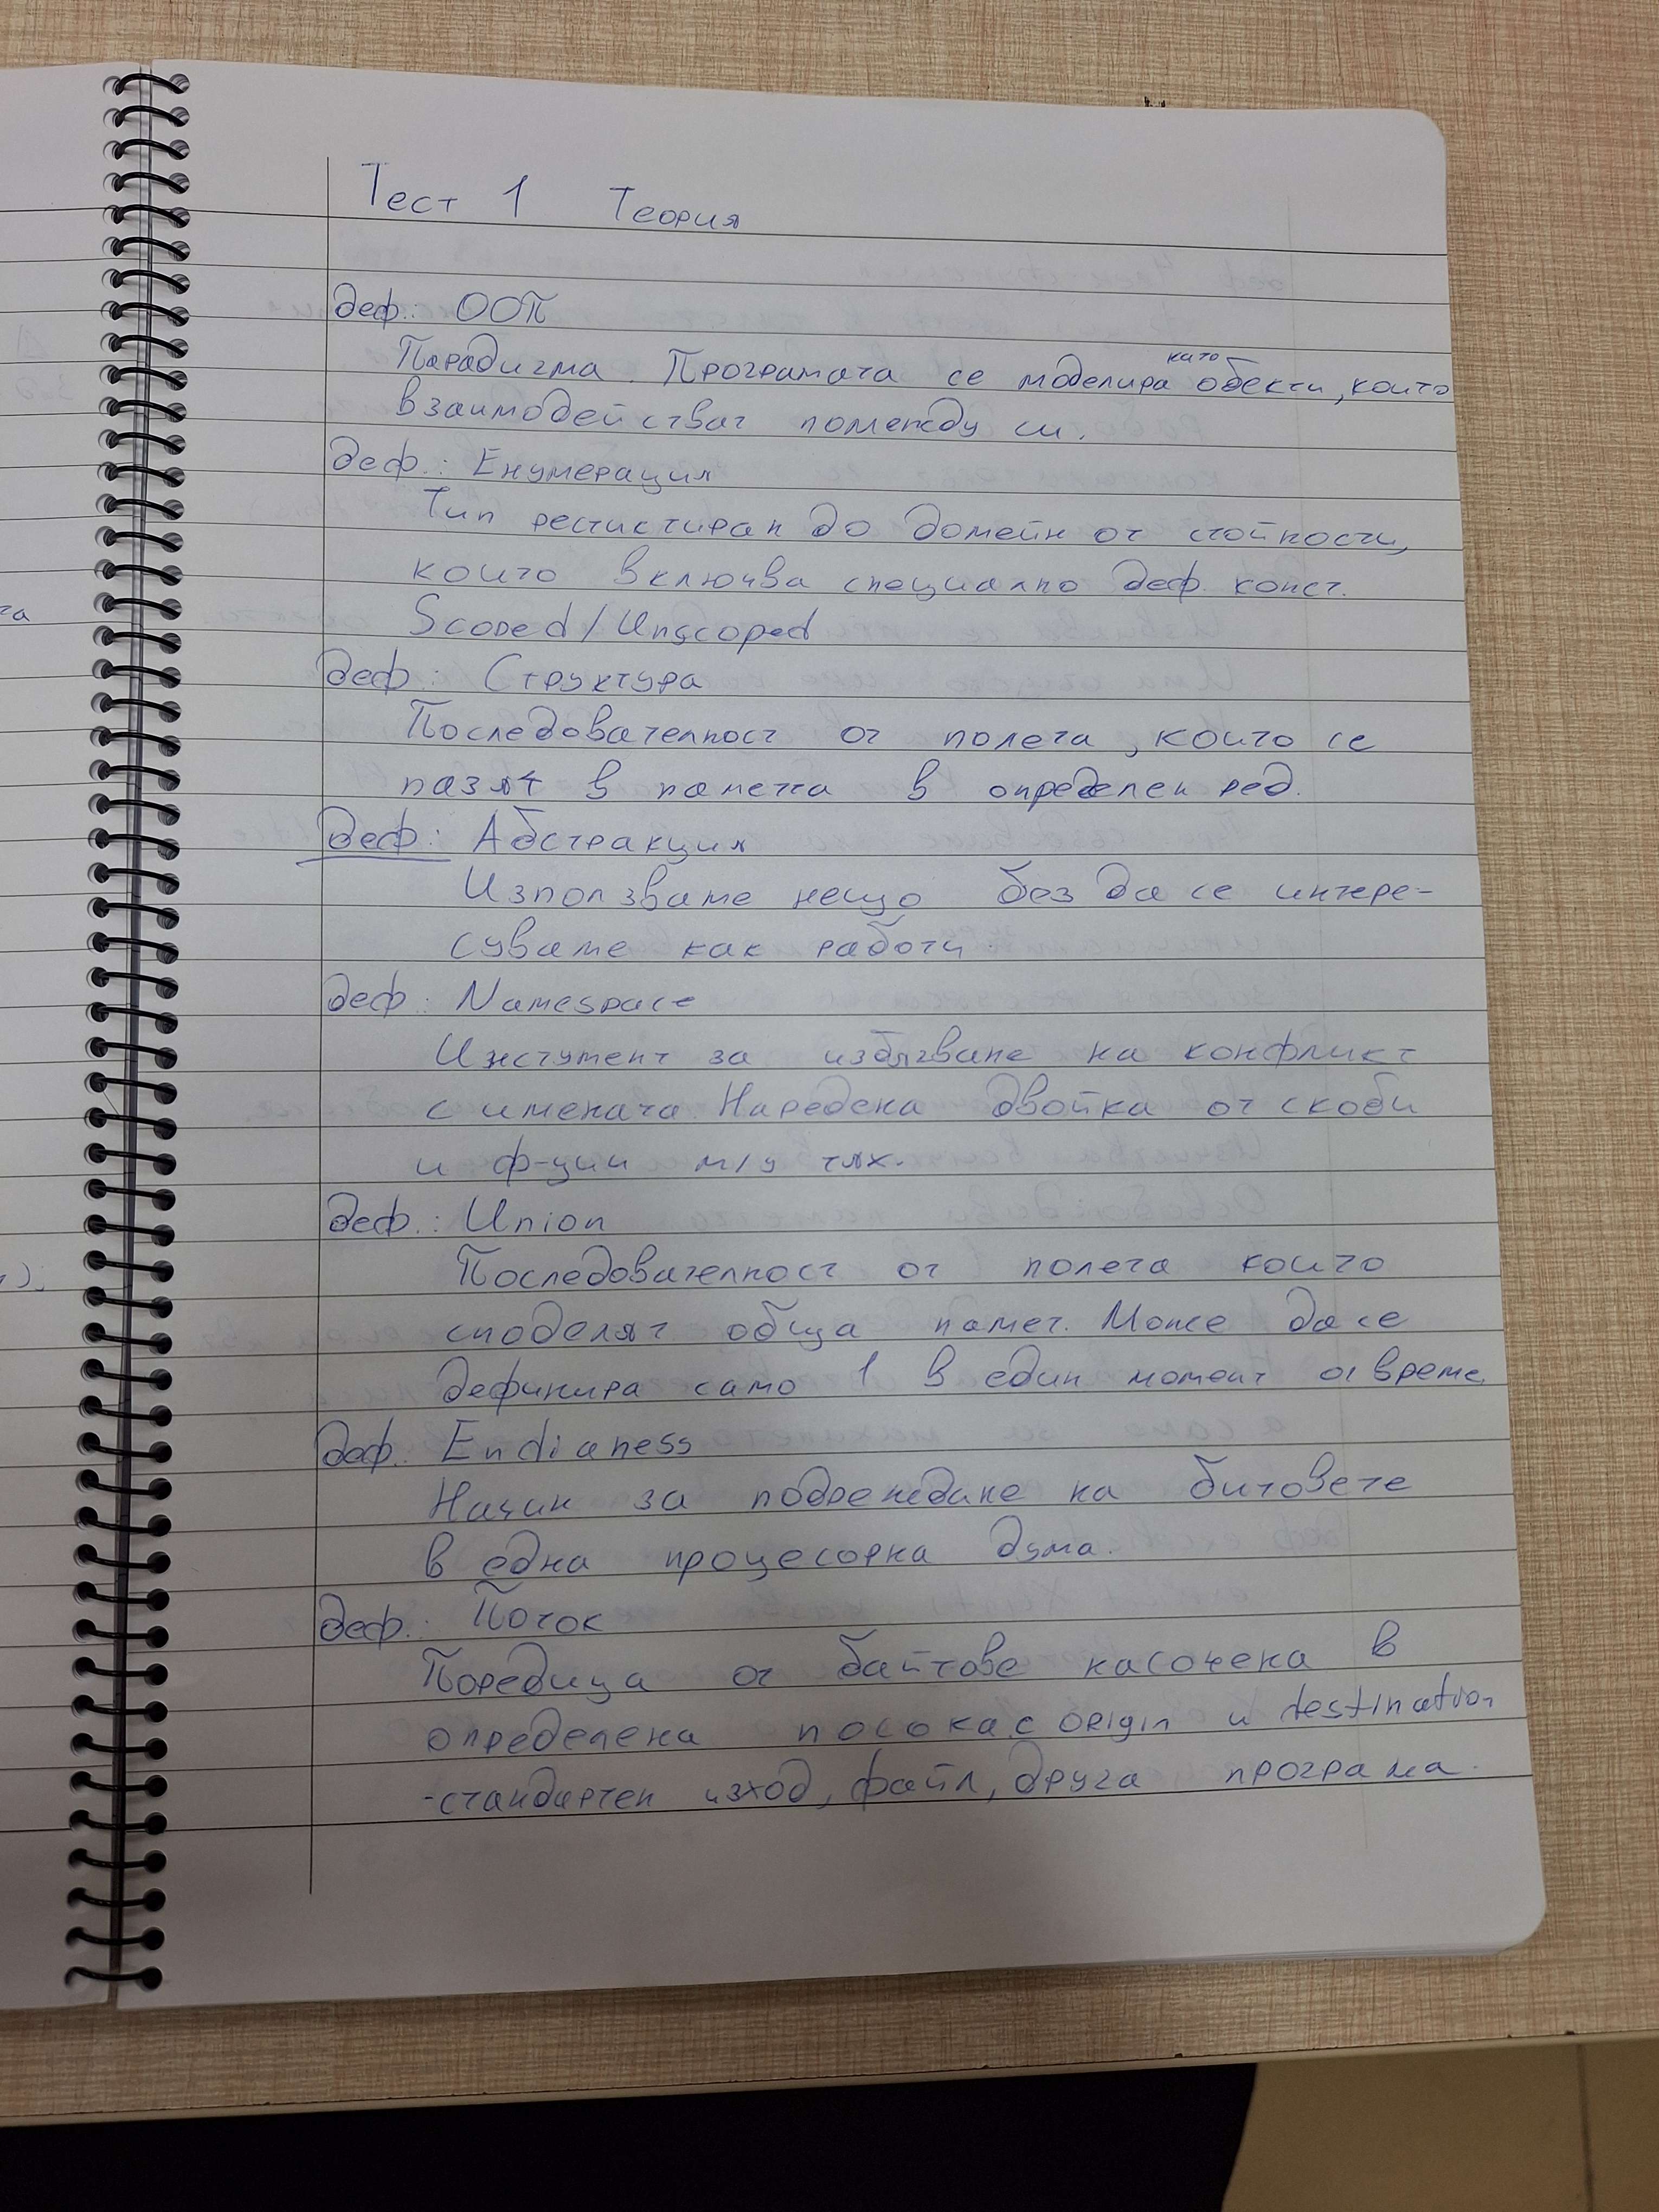 Тест 1 Теория
деф.: ООП
Парадигма. Програмата се моделира като обекти, които
взаимодействат помежду си.
деф.: Енумерация
Тип рестиктиран до домейн от стойности,
които включва специално деф. конст.
Scoped/Unscoped
деф.: Структура
Последователност от полета, които се
пазят в паметта в определен ред.
деф.: Абстракция
Използваме нещо без да се интере-
суваме как работи.
деф.: Namespace
Инстумент за избягване на конфликт
с имената. Наредена двойка от скоби
и ф-ции м/у тях.
деф.: Union
Последователност от полета които
споделят обща памет. Може да се
дефинира само 1 в един момент от време.
деф.: Endianess
Начин за подреждане на битовете
в една процесорна дума.
деф.: Поток
Поредица от байтове насочена в
определена посока с origin и destination
-стандартен изход, файл, друга програма.